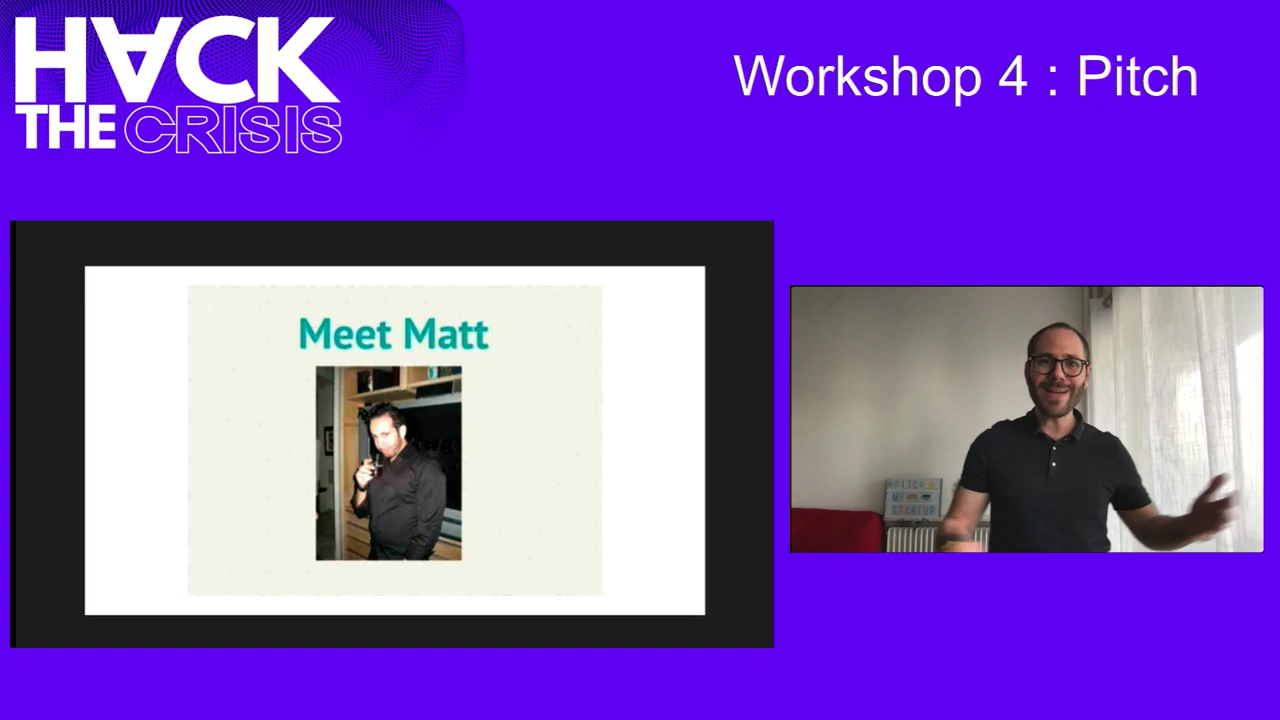 HACK
THE CRISIS
Workshop 4 : Pitch
Meet Matt
#PITCH
MY
STARTUP